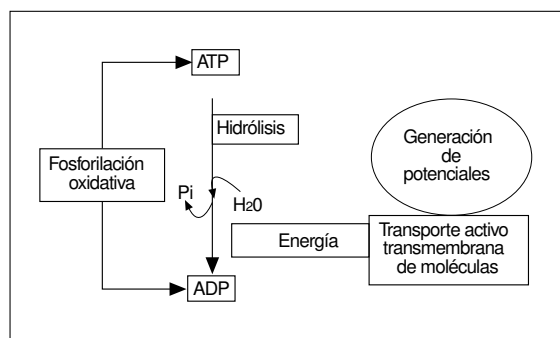 ATP
Hidrólisis
Fosforilación
oxidativa
Pi
H20
ADP
Energía
Generación
de
potenciales
Transporte activo
transmembrana
de moléculas